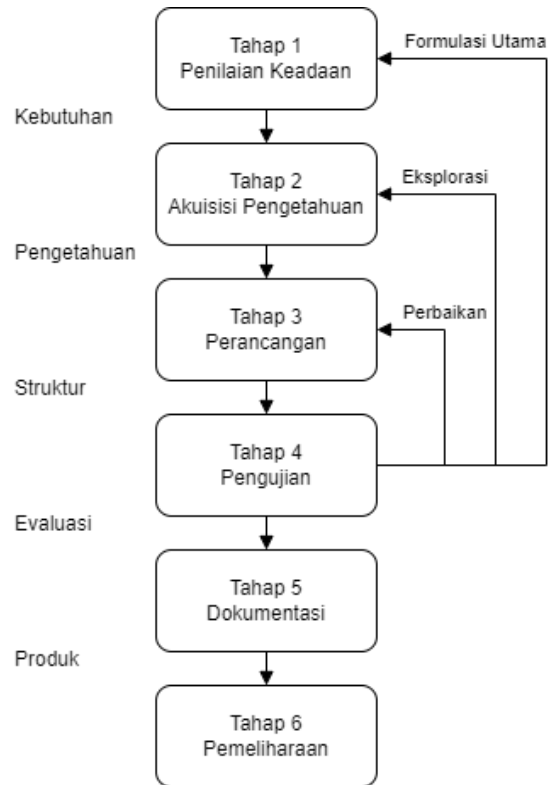 Tahap 1
Penilaian Keadaan
Formulasi Utama
Kebutuhan
Tahap 2
Akuisisi Pengetahuan
Eksplorasi
Pengetahuan
Tahap 3
Perancangan
Perbaikan
Struktur
Tahap 4
Pengujian
Evaluasi
Tahap 5
Dokumentasi
Produk
Tahap 6
Pemeliharaan